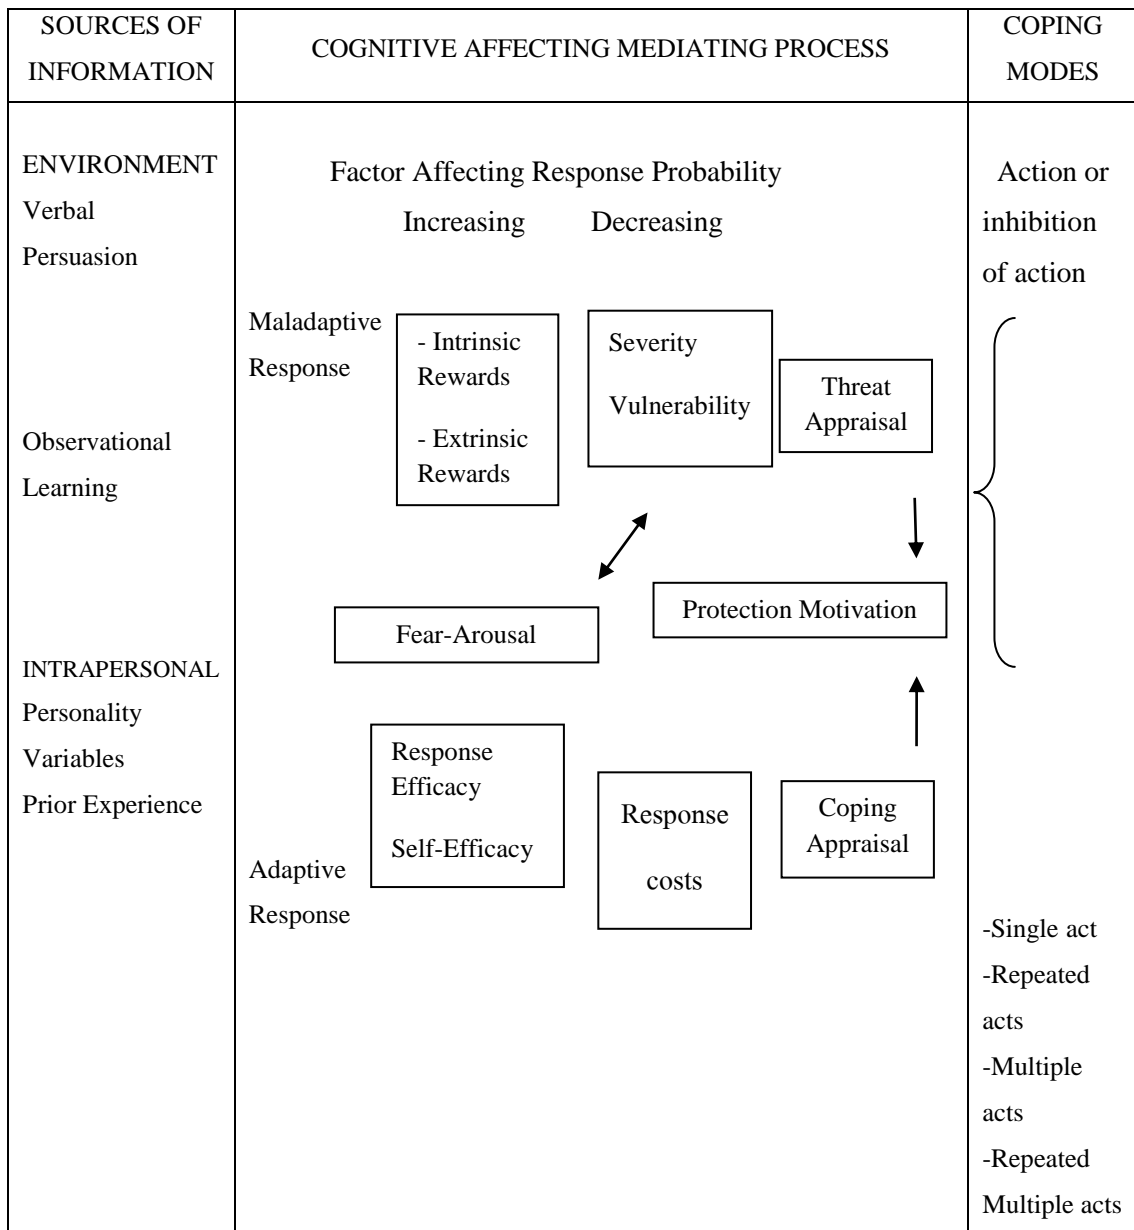 SOURCES OF
INFORMATION
COGNITIVE AFFECTING MEDIATING PROCESS
COPING
MODES
ENVIRONMENT
Verbal
Persuasion
Observational
Learning
INTRAPERSONAL
Personality
Variables
Prior Experience
Factor Affecting Response Probability
Increasing
Decreasing
Maladaptive
Response
- Intrinsic
Rewards
- Extrinsic
Rewards
Severity
Vulnerability
Threat
Appraisal
Fear-Arousal
Protection Motivation
Adaptive
Response
Response
Efficacy
Self-Efficacy
Response
costs
Coping
Appraisal
Action or
inhibition
of action
-Single act
-Repeated
acts
-Multiple
acts
-Repeated
Multiple acts